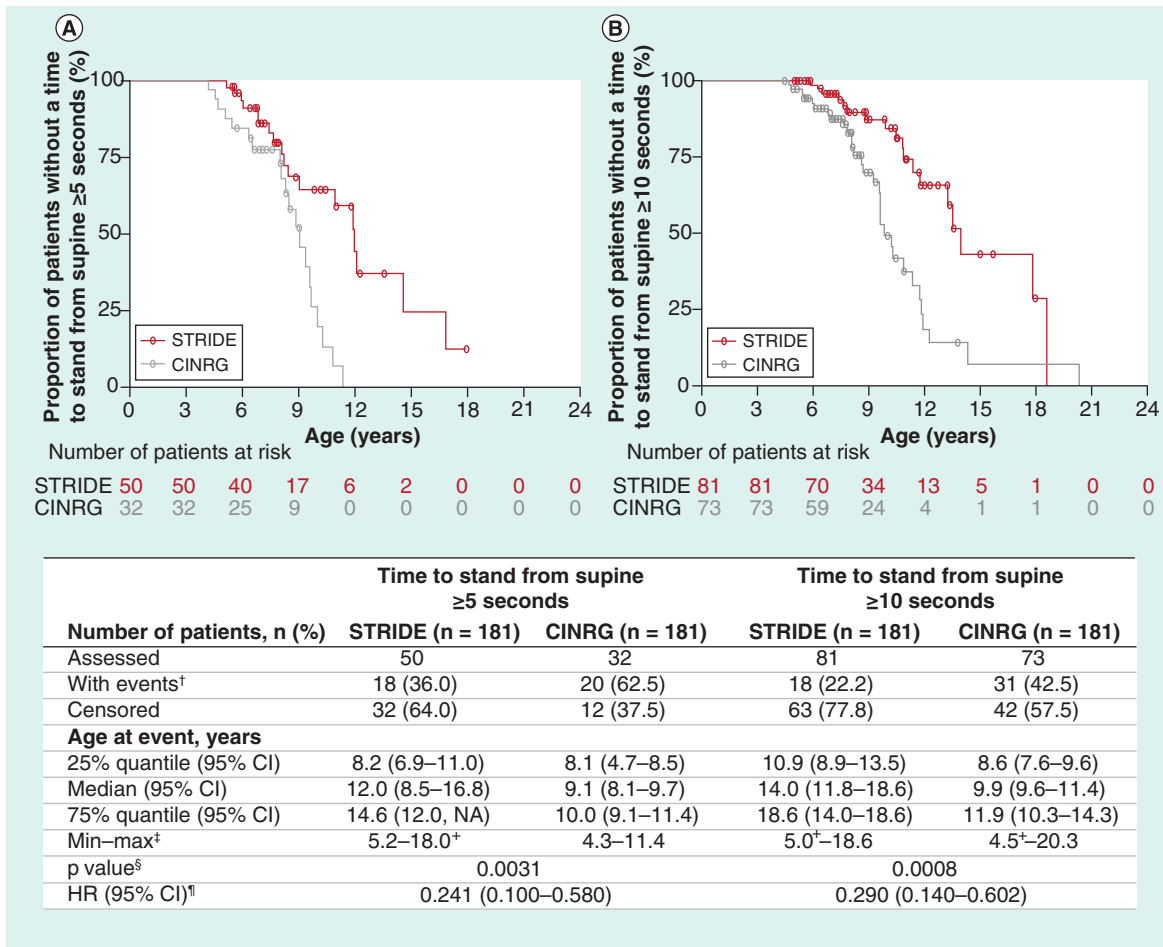 A
Proportion of patients without a time
to stand from supine ≥5 seconds (%)
100
75
50
25
0
STRIDE
CINRG
0 3 6 9 12 15 18 21 24
Age (years)
Number of patients at risk
STRIDE 50 50 40 17 6 2 0 0 0
CINRG 32 32 25 9 0 0 0 0 0
B
Proportion of patients without a time
to stand from supine ≥10 seconds (%)
100
75
50
25
0
STRIDE
CINRG
0 3 6 9 12 15 18 21 24
Age (years)
Number of patients at risk
STRIDE 81 81 70 34 13 5 1 0 0
CINRG 73 73 59 24 4 1 1 0 0
Time to stand from supine Time to stand from supine
≥5 seconds ≥10 seconds
Number of patients, n (%) STRIDE (n = 181) CINRG (n = 181) STRIDE (n = 181) CINRG (n = 181)
Assessed 50 32 81 73
With events† 18 (36.0) 20 (62.5) 18 (22.2) 31 (42.5)
Censored 32 (64.0) 12 (37.5) 63 (77.8) 42 (57.5)
Age at event, years
25% quantile (95% CI) 8.2 (6.9–11.0) 8.1 (4.7–8.5) 10.9 (8.9–13.5) 8.6 (7.6–9.6)
Median (95% CI) 12.0 (8.5–16.8) 9.1 (8.1–9.7) 14.0 (11.8–18.6) 9.9 (9.6–11.4)
75% quantile (95% CI) 14.6 (12.0, NA) 10.0 (9.1–11.4) 18.6 (14.0–18.6) 11.9 (10.3–14.3)
Min–max‡ 5.2–18.0+ 4.3–11.4 5.0+–18.6 4.5+–20.3
p value§ 0.0031 0.0008
HR (95% CI)¶ 0.241 (0.100–0.580) 0.290 (0.140–0.602)